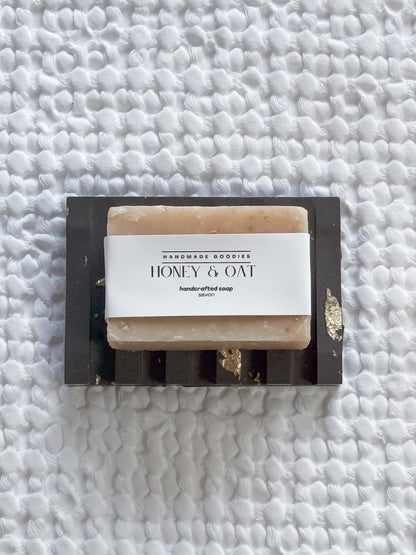 HANDMADE GOODIES
HONEY & OAT
handcrafted soap
savon